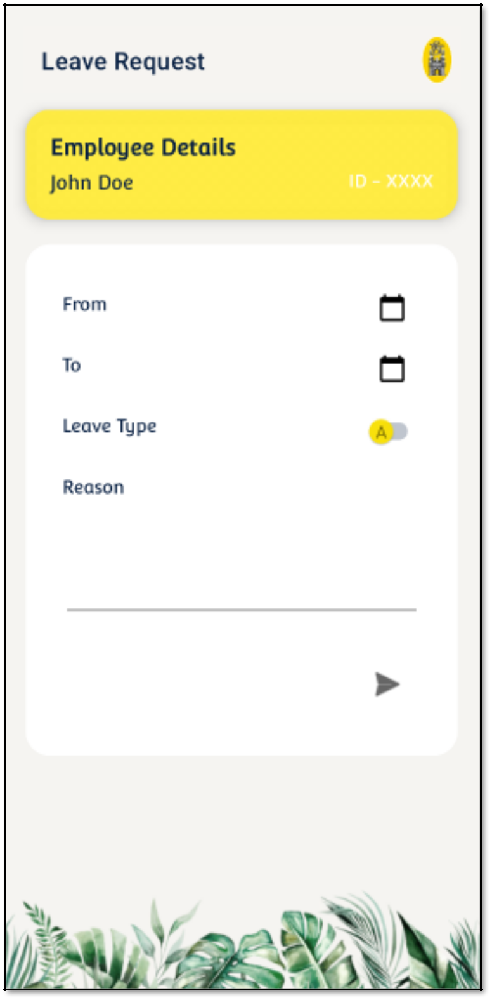 Leave Request
Employee Details
John Doe
ID - XXXX
From
To
Leave Type
A
Reason